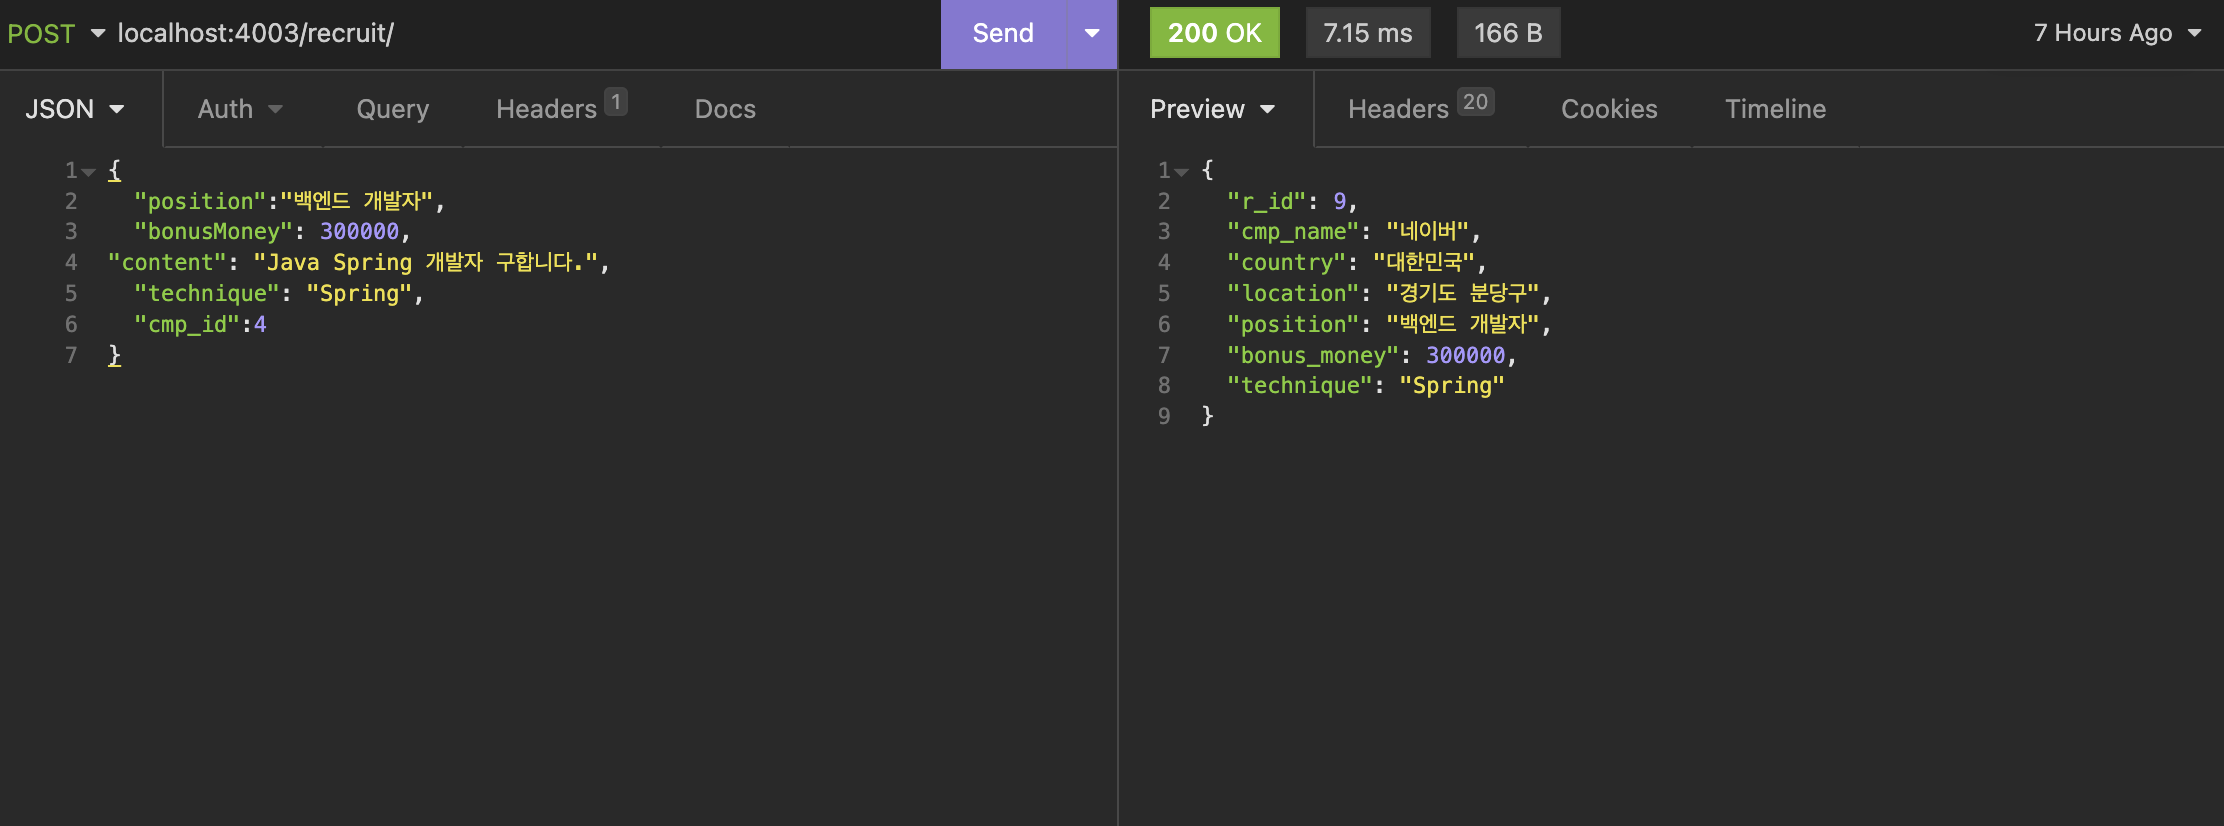 POST localhost:4003/recruit/ Send 200 OK 7.15 ms 166 B 7 Hours Ago
JSON Auth Query Headers 1 Docs
1 {
2 "position":"백엔드 개발자",
3 "bonusMoney": 300000,
4 "content": "Java Spring 개발자 구합니다.",
5 "technique": "Spring",
6 "cmp_id":4
7 }
Preview Headers 20 Cookies Timeline
1 {
2 "r_id": 9,
3 "cmp_name": "네이버",
4 "country": "대한민국",
5 "location": "경기도 분당구",
6 "position": "백엔드 개발자",
7 "bonus_money": 300000,
8 "technique": "Spring"
9 }